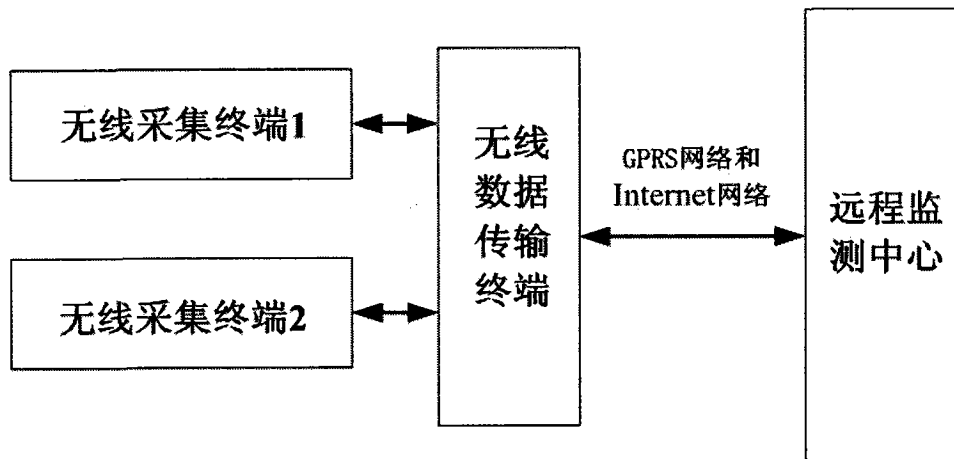 无线采集终端1
无线采集终端2
无线
数据
传输
终端
GPRS网络和
Internet网络
远程监
测中心